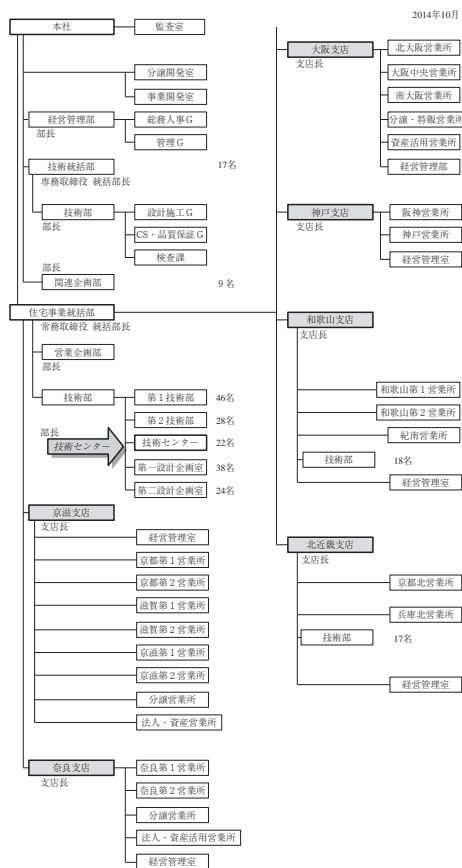 2014年10月
本社
監査室
分譲開発室
事業開発室
経営管理部
部長
総務人事G
管理G
技術統括部
17名
専務取締役 統括部長
技術部
部長
設計施工G
CS・品質保証G
検査課
部長
関連企画部
9名
住宅事業統括部
常務取締役 統括部長
営業企画部
部長
技術部
部長
第1技術部
46名
第2技術部
28名
技術センター
技術センター
22名
第一設計企画室
38名
第二設計企画室
24名
京滋支店
支店長
経営管理室
京都第1営業所
京都第2営業所
滋賀第1営業所
滋賀第2営業所
京滋第1営業所
京滋第2営業所
分譲営業所
法人・資産営業所
奈良支店
支店長
奈良第1営業所
奈良第2営業所
分譲営業所
法人・資産活用営業所
経営管理室
大阪支店
支店長
北大阪営業所
大阪中央営業所
南大阪営業所
分譲・特販営業所
資産活用営業所
経営管理部
神戸支店
支店長
阪神営業所
神戸営業所
経営管理室
和歌山支店
支店長
和歌山第1営業所
和歌山第2営業所
紀南営業所
技術部
18名
経営管理室
北近畿支店
支店長
京都北営業所
兵庫北営業所
技術部
17名
経営管理室